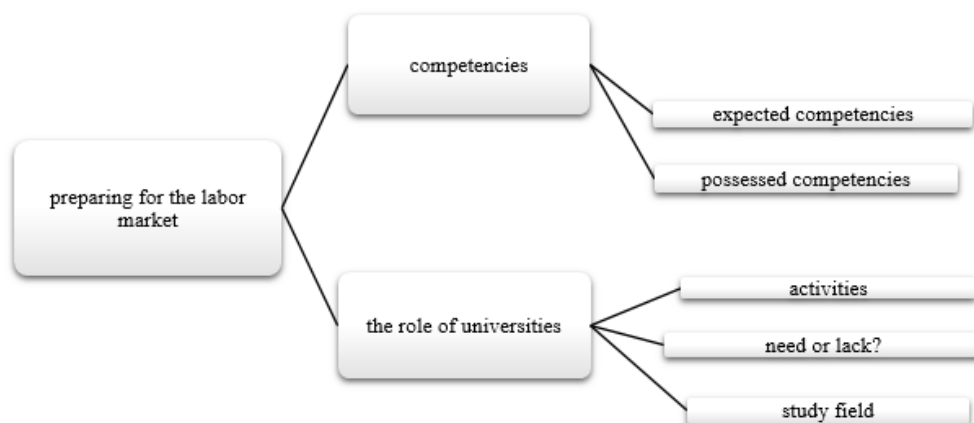 competencies
expected competencies
possessed competencies
preparing for the labor
market
the role of universities
activities
need or lack?
study field